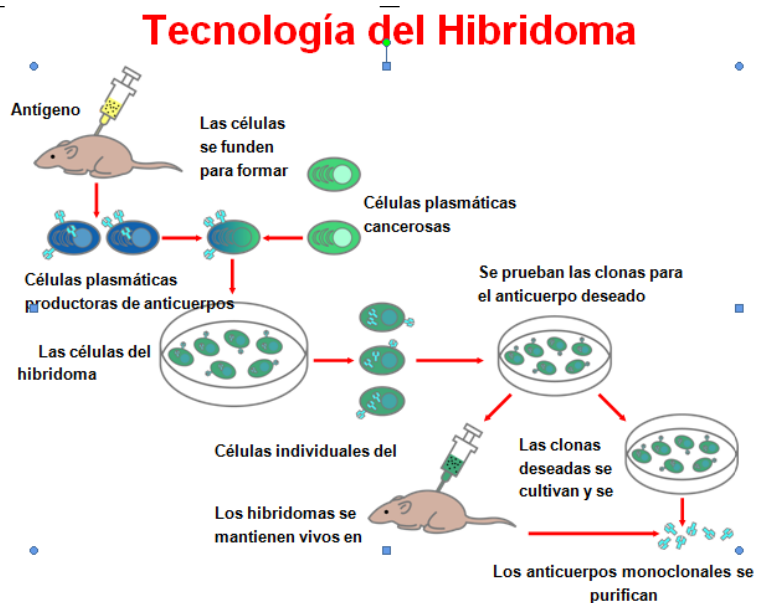 Tecnología del Hibridoma
Antígeno
Las células
se funden
para formar
Células plasmáticas
cancerosas
Células plasmáticas
productoras de anticuerpos
Se prueban las clonas para
el anticuerpo deseado
Las células del
hibridoma
Células individuales del
Las clonas
deseadas se
cultivan y se
Los hibridomas se
mantienen vivos en
Los anticuerpos monoclonales se
purifican